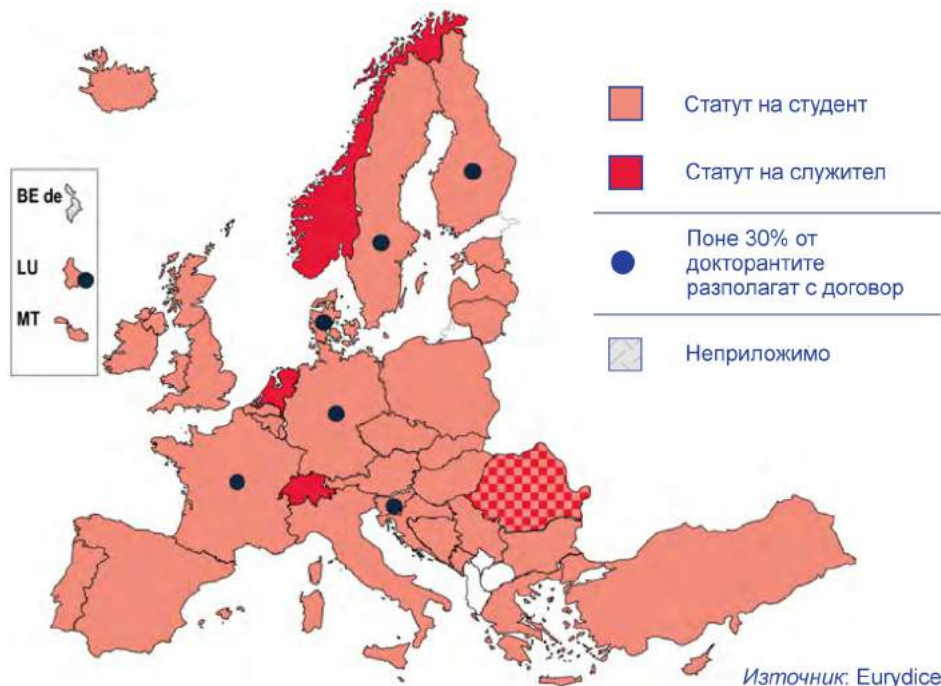 Статут на студент
Статут на служител
Поне 30% от
докторантите
разполагат с договор
Неприложимо
BE de
LU
MT
Източник: Eurydice